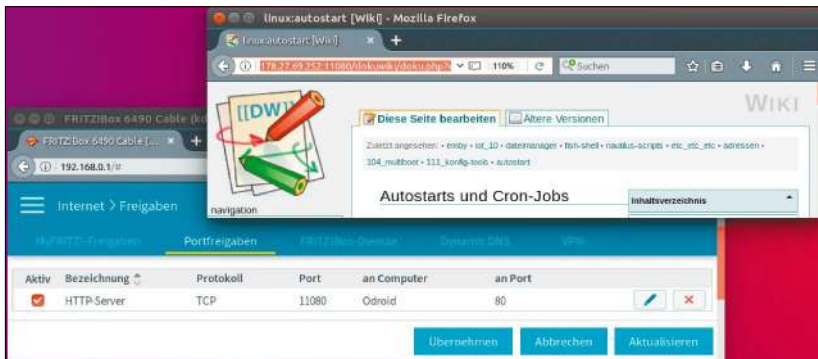 linux:autostart [Wiki] - Mozilla Firefox
linux:autostart [Wiki]
178.27.69.252:11080/dokuwiki/doku.php?
110%
Suchen
[[DW]]
WIKI
Diese Seite bearbeiten
Ältere Versionen
Zuletzt angesehen: • emby • iot_10 • dateimanager • fish-shell • nautilus-scripts • etc_etc_etc • adressen •
104_multiboot • 111_konfig-tools • autostart
Autostarts und Cron-Jobs
Inhaltsverzeichnis
navigation
FRITZ!Box 6490 Cable (kd
FRITZ!Box 6490 Cable (...
192.168.0.1/#
Internet > Freigaben
MyFRITZ!-Freigaben Portfreigaben FRITZ!Box-Dienste Dynamic DNS VPN
Aktiv Bezeichnung Protokoll Port an Computer an Port
HTTP-Server TCP 11080 Odroid 80
Übernehmen Abbrechen Aktualisieren